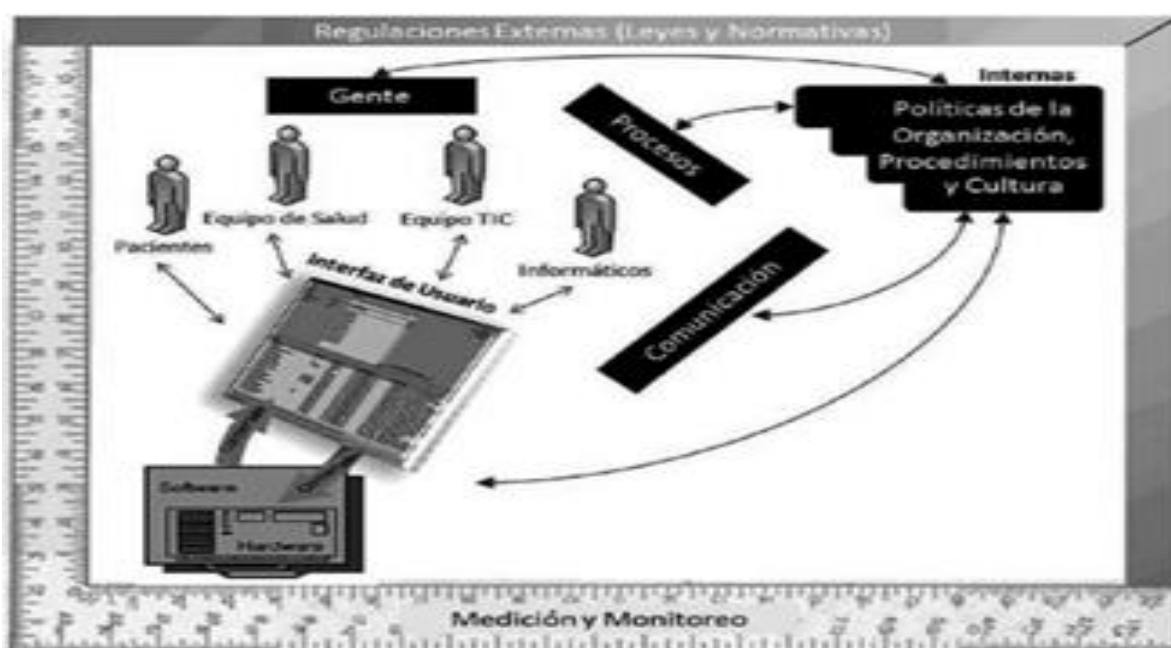 Regulaciones Externas (Leyes y Normativas)
Internas
Gente
Procesos
Políticas de la
Organización,
Procedimientos
y Cultura
Pacientes
Equipo de Salud
Equipo TIC
Informáticos
Interfaz de Usuario
Comunicación
Software
Hardware
Medición y Monitoreo